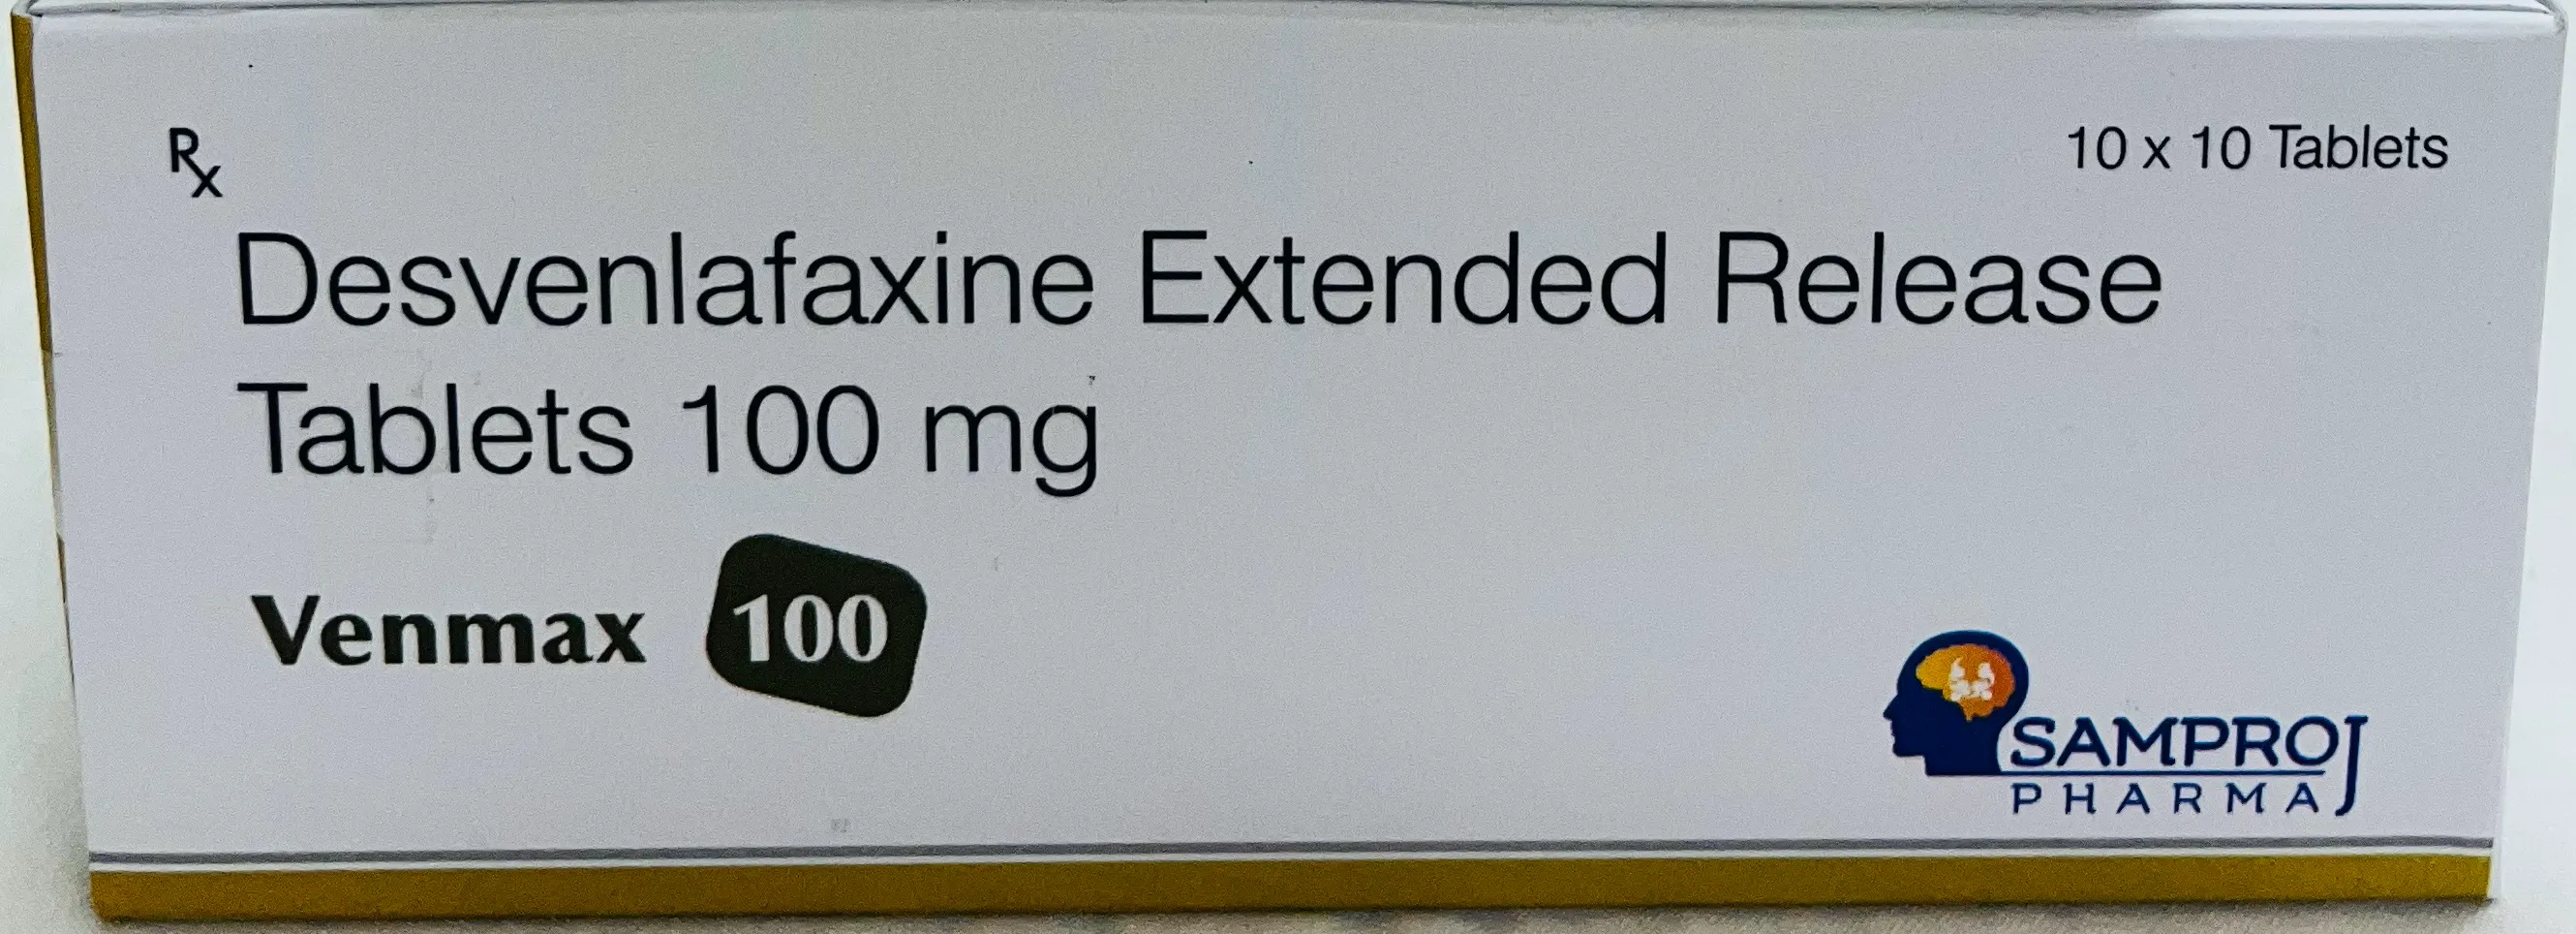 Rx
10 x 10 Tablets
Desvenlafaxine Extended Release
Tablets 100 mg
Venmax 100
SAMPROJ
PHARMA